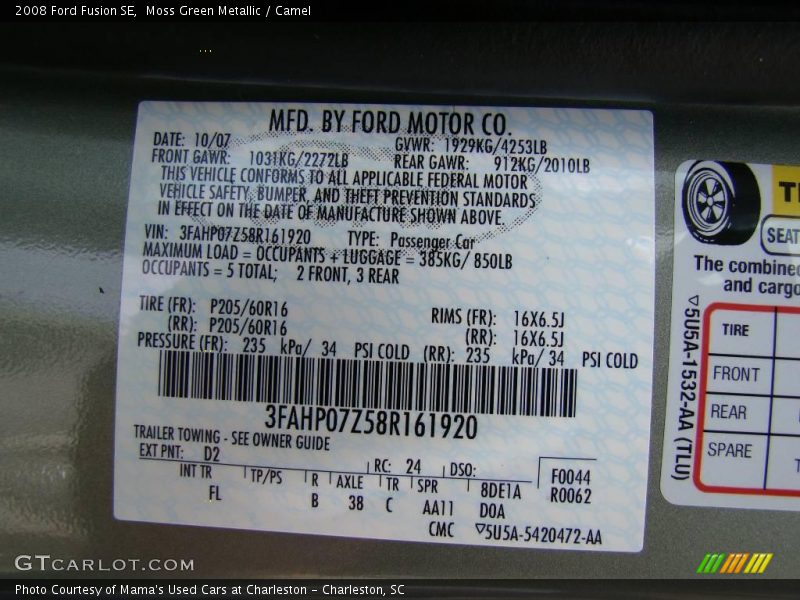 2008 Ford Fusion SE, Moss Green Metallic / Camel
MFD. BY FORD MOTOR CO.
DATE: 10/07 GVWR: 1929KG/4253LB
FRONT GAWR: 1031KG/2272LB REAR GAWR: 912KG/2010LB
THIS VEHICLE CONFORMS TO ALL APPLICABLE FEDERAL MOTOR
VEHICLE SAFETY, BUMPER, AND THEFT PREVENTION STANDARDS
IN EFFECT ON THE DATE OF MANUFACTURE SHOWN ABOVE.
VIN: 3FAHP07Z58R161920 TYPE: Passenger Car
MAXIMUM LOAD = OCCUPANTS + LUGGAGE = 385KG/ 850LB
OCCUPANTS = 5 TOTAL; 2 FRONT, 3 REAR
TIRE (FR): P205/60R16 RIMS (FR): 16X6.5J
(RR): P205/60R16 (RR): 16X6.5J
PRESSURE (FR): 235 kPa/ 34 PSI COLD (RR): 235 kPa/ 34 PSI COLD
3FAHP07Z58R161920
TRAILER TOWING - SEE OWNER GUIDE
EXT PNT: D2 RC: 24 DSO: F0044
INT TR TP/PS R AXLE TR SPR 8DE1A R0062
FL B 38 C AA11 D0A
CMC ▽5U5A-5420472-AA
TI
SEAT
The combined
and cargo
▽5U5A-1532-AA (TLU)
TIRE
FRONT
REAR
SPARE
GTCARLOT.COM
Photo Courtesy of Mama's Used Cars at Charleston - Charleston, SC